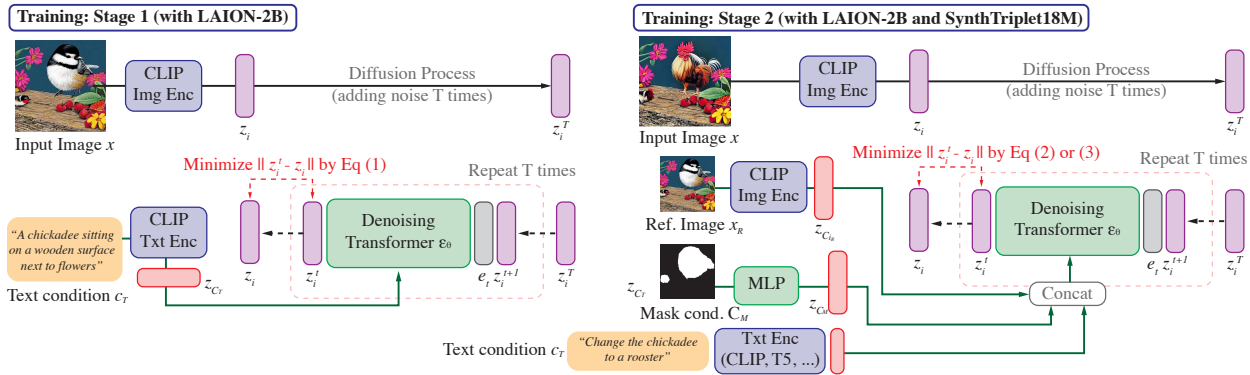 Training: Stage 1 (with LAION-2B)
CLIP
Img Enc
Diffusion Process
(adding noise T times)
z_i
z_i^T
Input Image x
Minimize || z_i^t - z_i || by Eq (1)
Repeat T times
CLIP
Txt Enc
Denoising
Transformer ε_θ
"A chickadee sitting
on a wooden surface
next to flowers"
z_i
z_i^t
e_t z_i^{t+1}
z_i^T
z_{C_T}
Text condition c_T
Training: Stage 2 (with LAION-2B and SynthTriplet18M)
CLIP
Img Enc
Diffusion Process
(adding noise T times)
z_i
z_i^T
Input Image x
Minimize || z_i^t - z_i || by Eq (2) or (3)
Repeat T times
CLIP
Img Enc
Denoising
Transformer ε_θ
Ref. Image x_R
z_{C_{i_R}}
z_i
z_i^t
e_t z_i^{t+1}
z_i^T
z_{C_T}
MLP
z_{C_M}
Concat
Mask cond. C_M
Text condition c_T
"Change the chickadee
to a rooster"
Txt Enc
(CLIP, T5, ...)